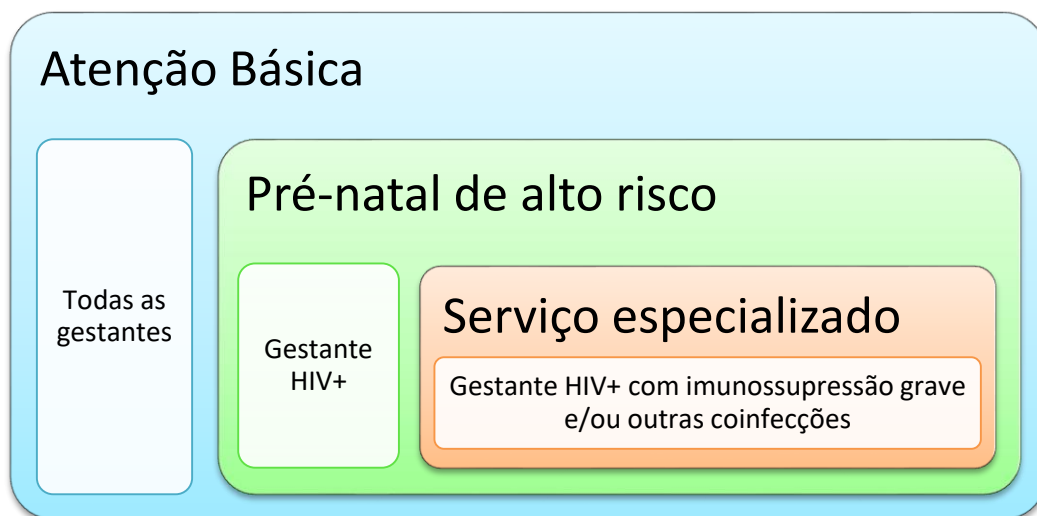 Atenção Básica
Todas as
gestantes
Pré-natal de alto risco
Gestante
HIV+
Serviço especializado
Gestante HIV+ com imunossupressão grave
e/ou outras coinfecções